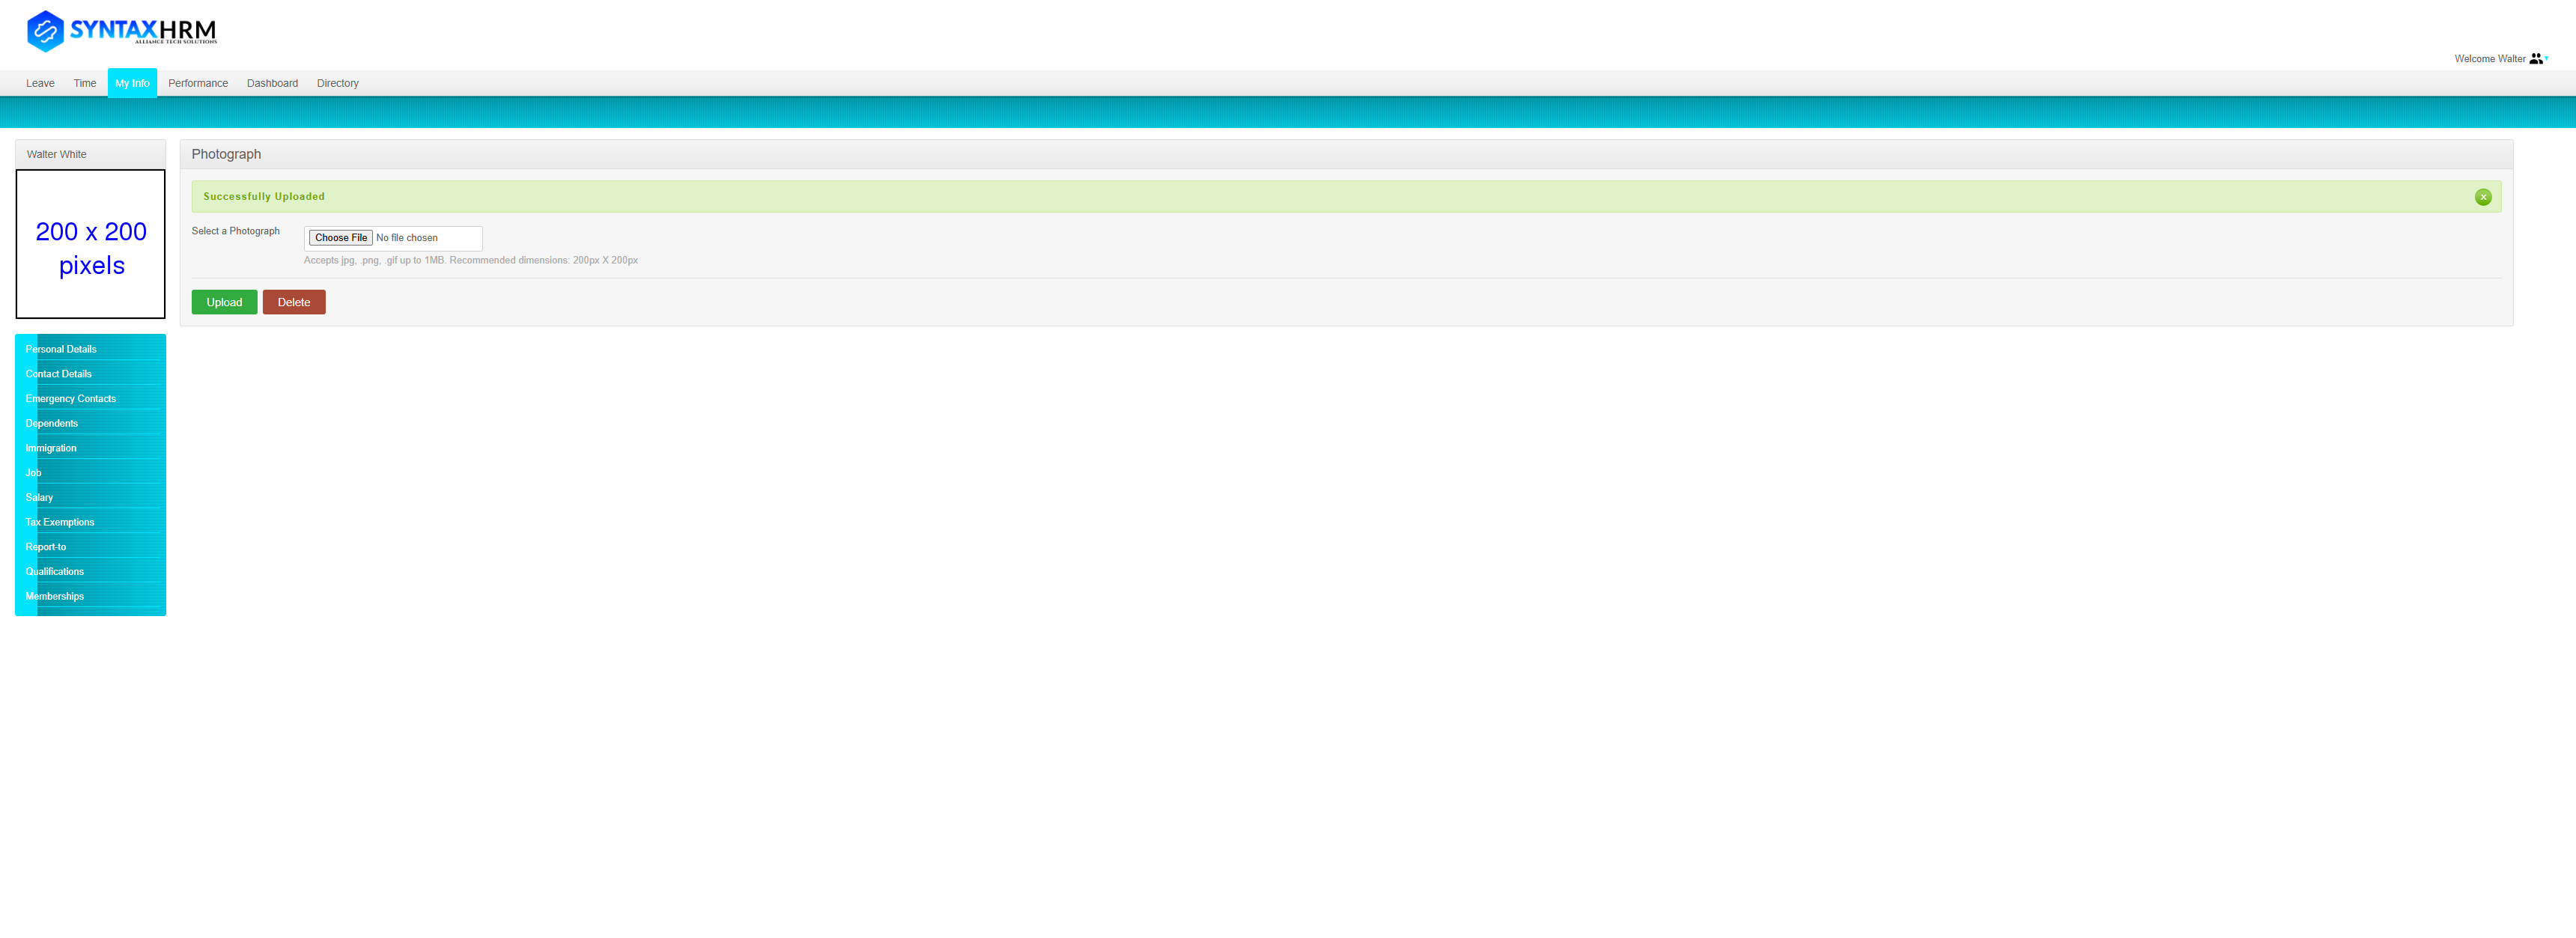 SYNTAXHRM
ALLIANCE TECH SOLUTIONS
Welcome Walter
Leave Time My Info Performance Dashboard Directory
Walter White
200 x 200
pixels
Personal Details
Contact Details
Emergency Contacts
Dependents
Immigration
Job
Salary
Tax Exemptions
Report-to
Qualifications
Memberships
Photograph
Successfully Uploaded x
Select a Photograph Choose File No file chosen
Accepts jpg, .png, .gif up to 1MB. Recommended dimensions: 200px X 200px
Upload Delete